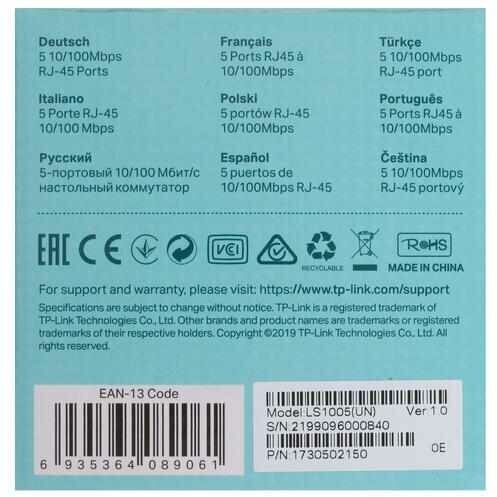 Deutsch
5 10/100Mbps
RJ-45 Ports
Français
5 Ports RJ45 à
10/100Mbps
Türkçe
5 10/100Mbps
RJ-45 port
Italiano
5 Porte RJ-45
10/100 Mbps
Polski
5 portów RJ-45
10/100Mbps
Português
5 Ports RJ45 à
10/100Mbps
Русский
5-портовый 10/100 Мбит/с
настольный коммутатор
Español
5 puertos de
10/100Mbps RJ-45
Čeština
5 10/100Mbps
RJ-45 portový
EAC CE VCI RECYCLABLE RoHS
MADE IN CHINA
For support and warranty, please visit: https://www.tp-link.com/support
Specifications are subject to change without notice. TP-Link is a registered trademark of
TP-Link Technologies Co., Ltd. Other brands and product names are trademarks or registered
trademarks of their respective holders. Copyright ©2019 TP-Link Technologies Co., Ltd. All
rights reserved.
EAN-13 Code
6 935364 089061
Model:LS1005(UN) Ver 1.0
S/N:2199096000840
P/N:1730502150 0E